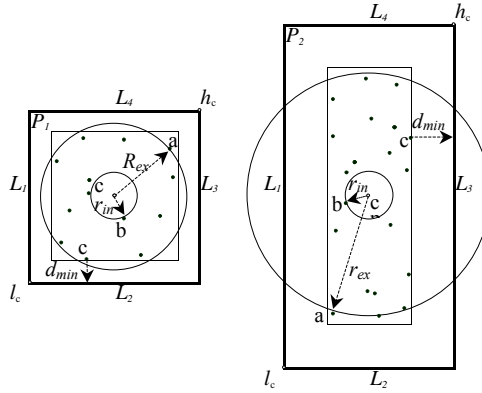 L4 hc
P1
a
Rex
L1 c L3
rin
b
c
dmin
lc L2
L4 hc
P2
c dmin
L1 rin L3
b c
rex
a
lc L2